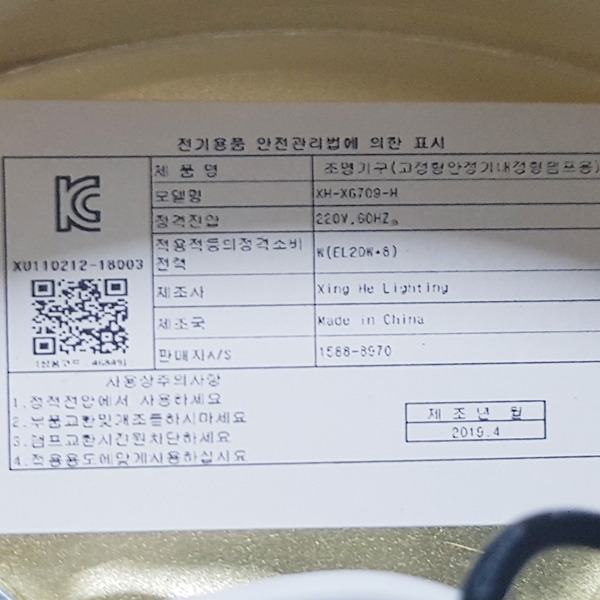 전기용품 안전관리법에 의한 표시
제 품 명 조명기구(고정형안정기내장형램프용)
모델명 XH-XG709-H
정격진압 220V,60HZ。
XU110212-18003
적용적등의정격소비전력 W(EL20W*8)
제조사 Xing He Lighting
제조국 Made in China
판매자A/S 1588-8970
사용상주의사항
1.정적전압에서 사용하세요
2.부품교환및개조를하시마세요
3.램프교환시긴원차단하세요
4.적용용도에맞게사용하십시요
제 조 년 월
2019.4